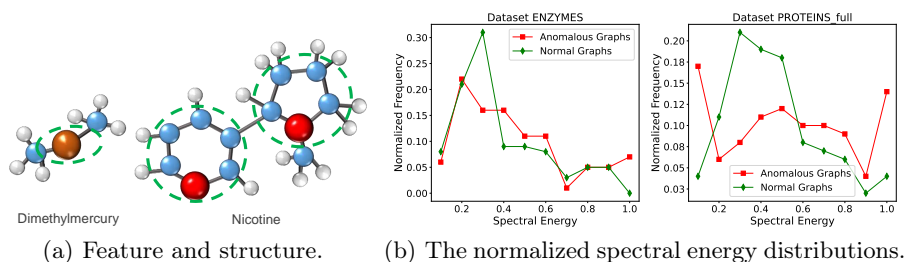 Dimethylmercury
Nicotine
(a) Feature and structure.
Dataset ENZYMES
Anomalous Graphs
Normal Graphs
Normalized Frequency
0.30
0.25
0.20
0.15
0.10
0.05
0.00
0.2 0.4 0.6 0.8 1.0
Spectral Energy
Dataset PROTEINS_full
Anomalous Graphs
Normal Graphs
Normalized Frequency
0.20
0.17
0.15
0.12
0.10
0.08
0.05
0.03
0.2 0.4 0.6 0.8 1.0
Spectral Energy
(b) The normalized spectral energy distributions.